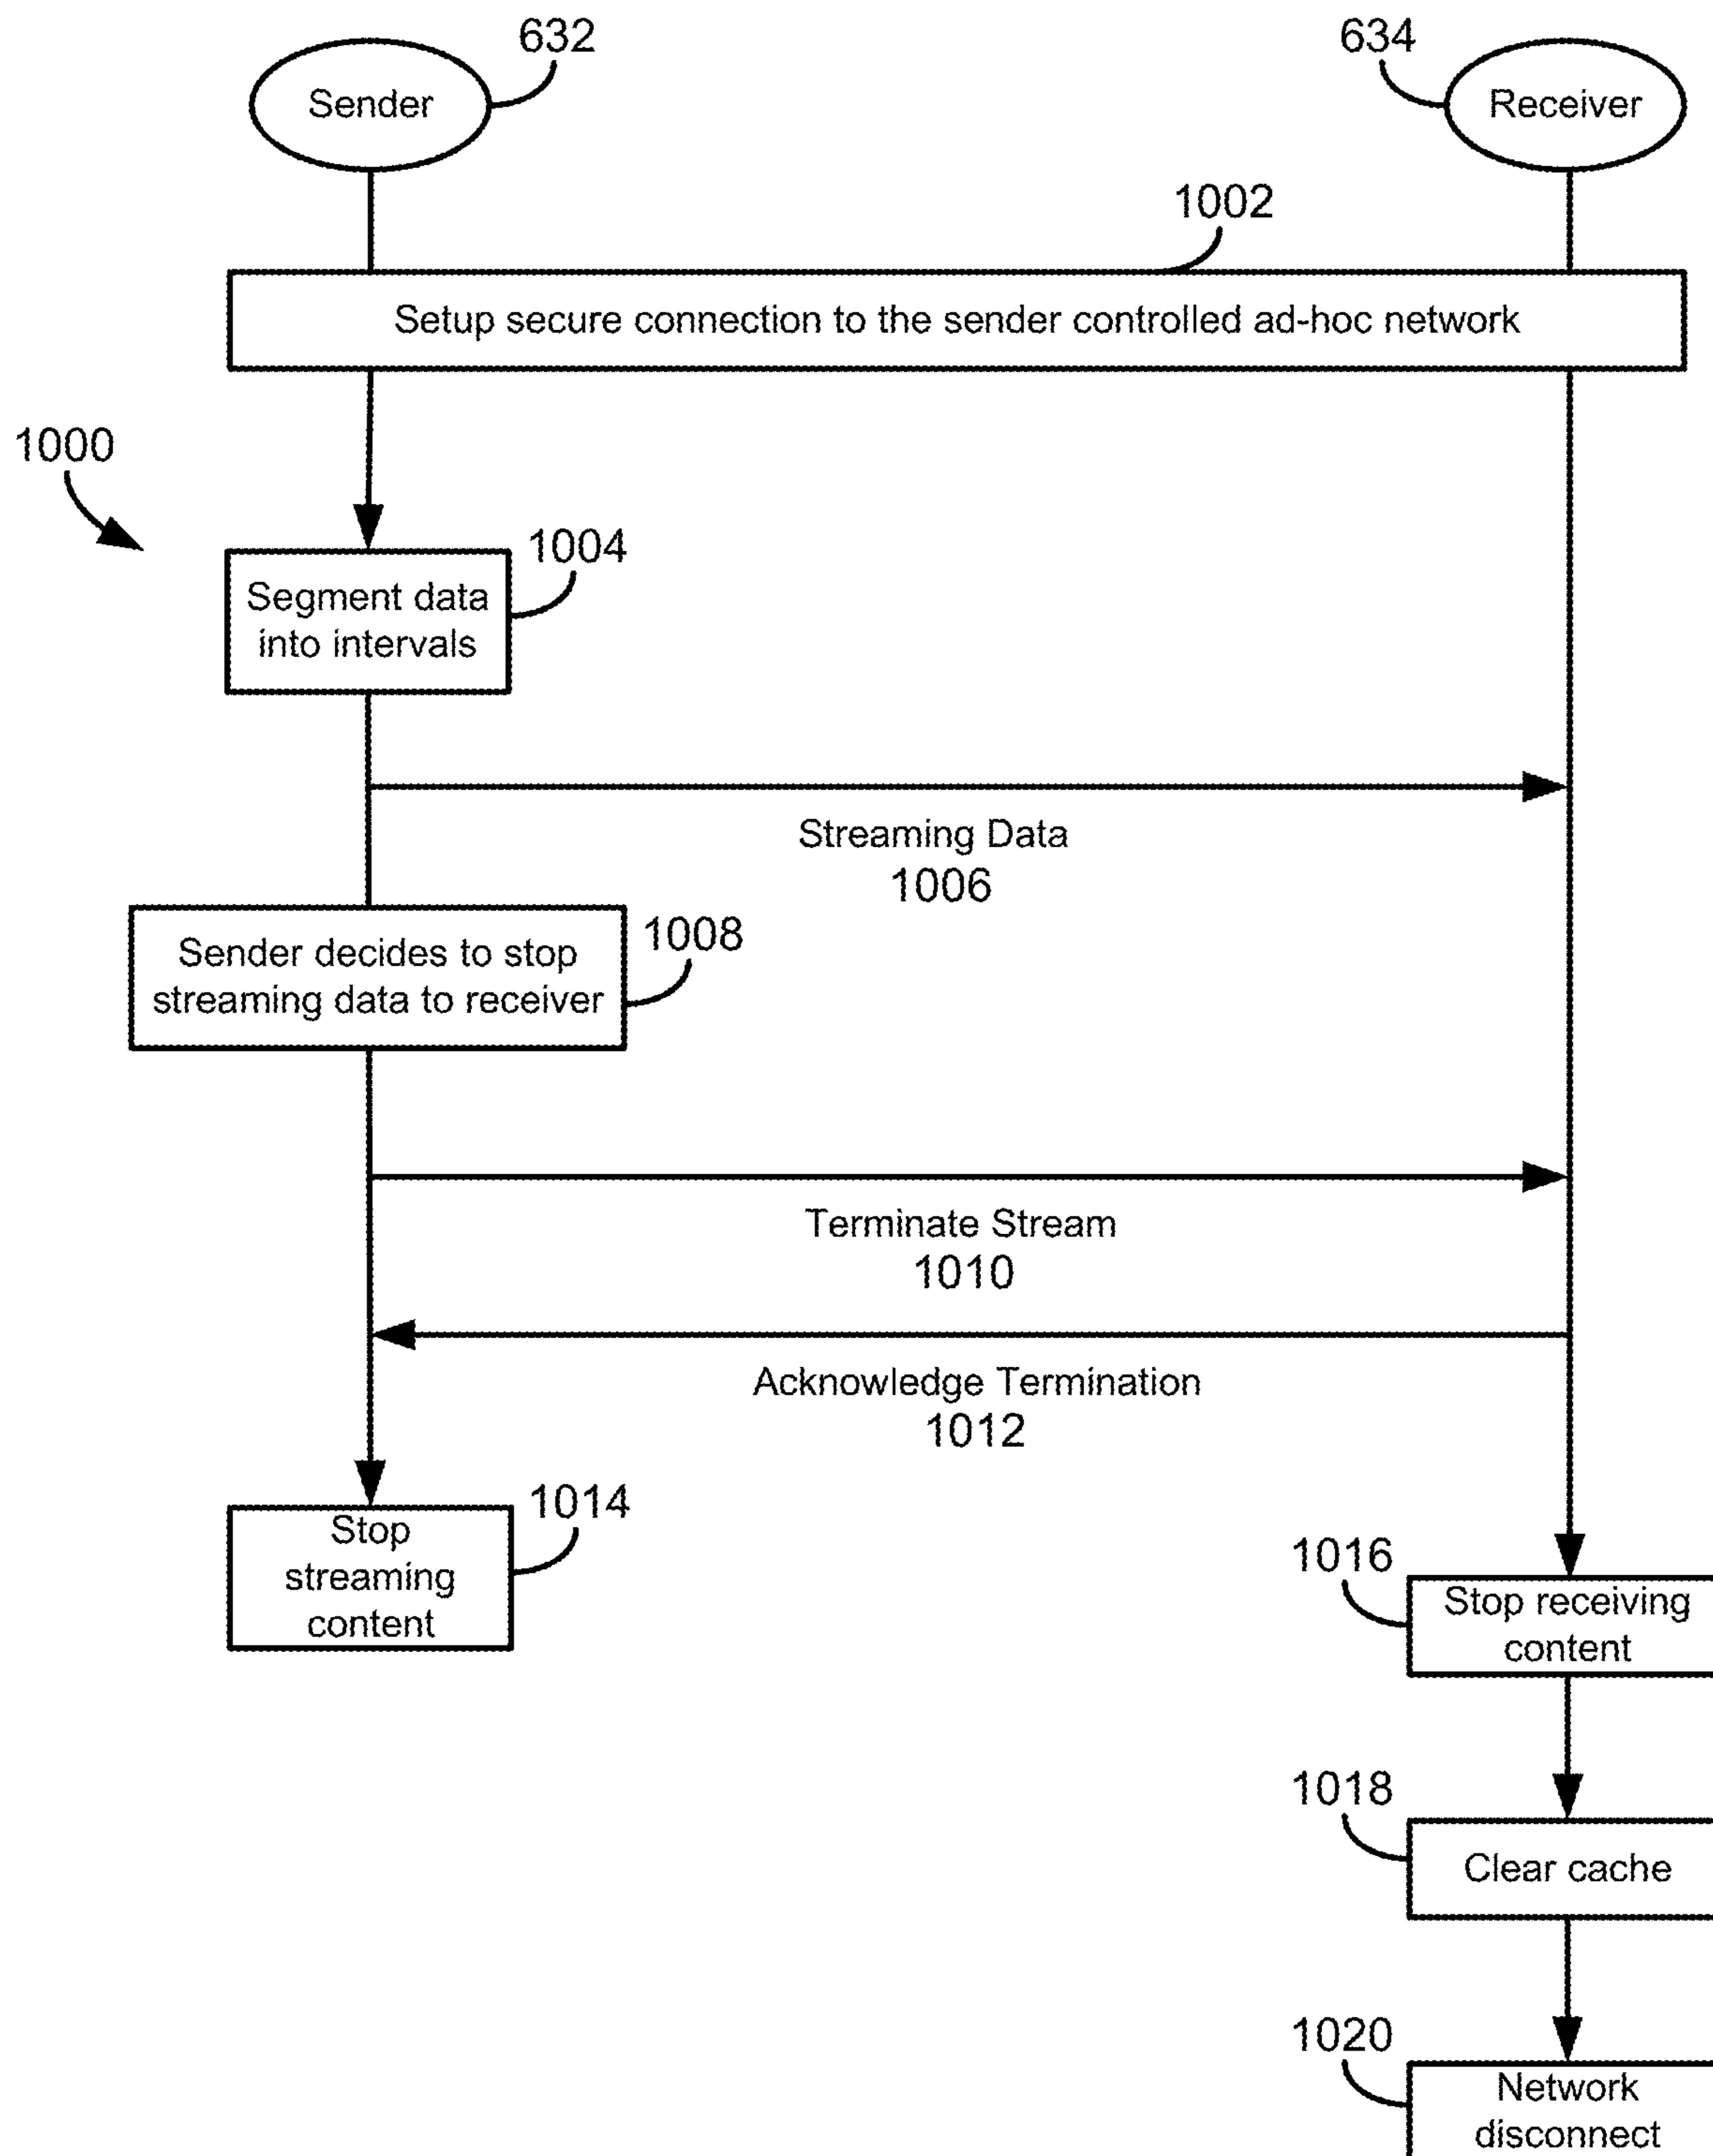 632
634
Sender
Receiver
1002
Setup secure connection to the sender controlled ad-hoc network
1000
1004
Segment data
into intervals
Streaming Data
1006
1008
Sender decides to stop
streaming data to receiver
Terminate Stream
1010
Acknowledge Termination
1012
1014
Stop
streaming
content
1016
Stop receiving
content
1018
Clear cache
1020
Network
disconnect